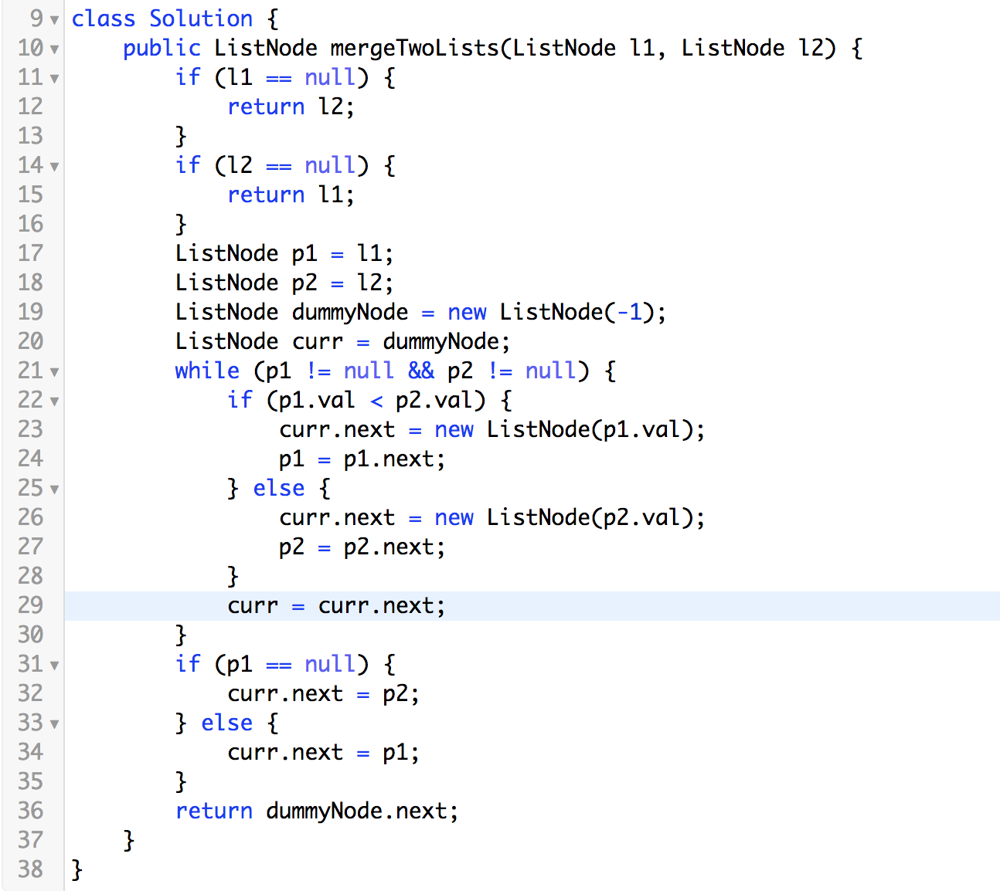 9 class Solution {
10     public ListNode mergeTwoLists(ListNode l1, ListNode l2) {
11         if (l1 == null) {
12             return l2;
13         }
14         if (l2 == null) {
15             return l1;
16         }
17         ListNode p1 = l1;
18         ListNode p2 = l2;
19         ListNode dummyNode = new ListNode(-1);
20         ListNode curr = dummyNode;
21         while (p1 != null && p2 != null) {
22             if (p1.val < p2.val) {
23                 curr.next = new ListNode(p1.val);
24                 p1 = p1.next;
25             } else {
26                 curr.next = new ListNode(p2.val);
27                 p2 = p2.next;
28             }
29             curr = curr.next;
30         }
31         if (p1 == null) {
32             curr.next = p2;
33         } else {
34             curr.next = p1;
35         }
36         return dummyNode.next;
37     }
38 }